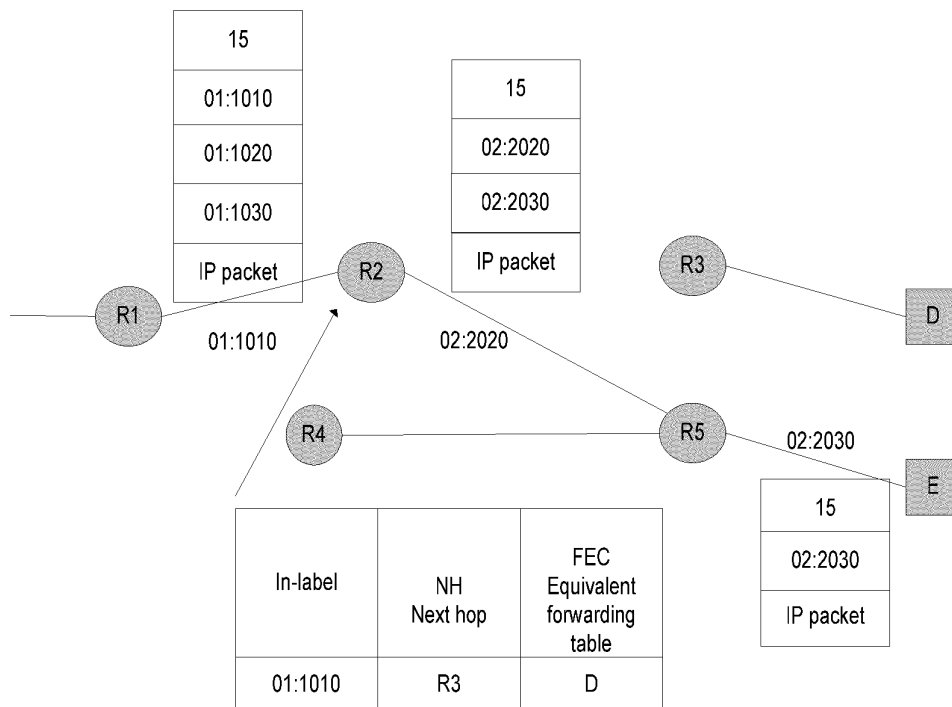 15
01:1010
01:1020
01:1030
IP packet
15
02:2020
02:2030
IP packet
R1
R2
R3
D
01:1010
02:2020
R4
R5
02:2030
E
15
02:2030
IP packet
In-label
NH
Next hop
FEC
Equivalent
forwarding
table
01:1010
R3
D